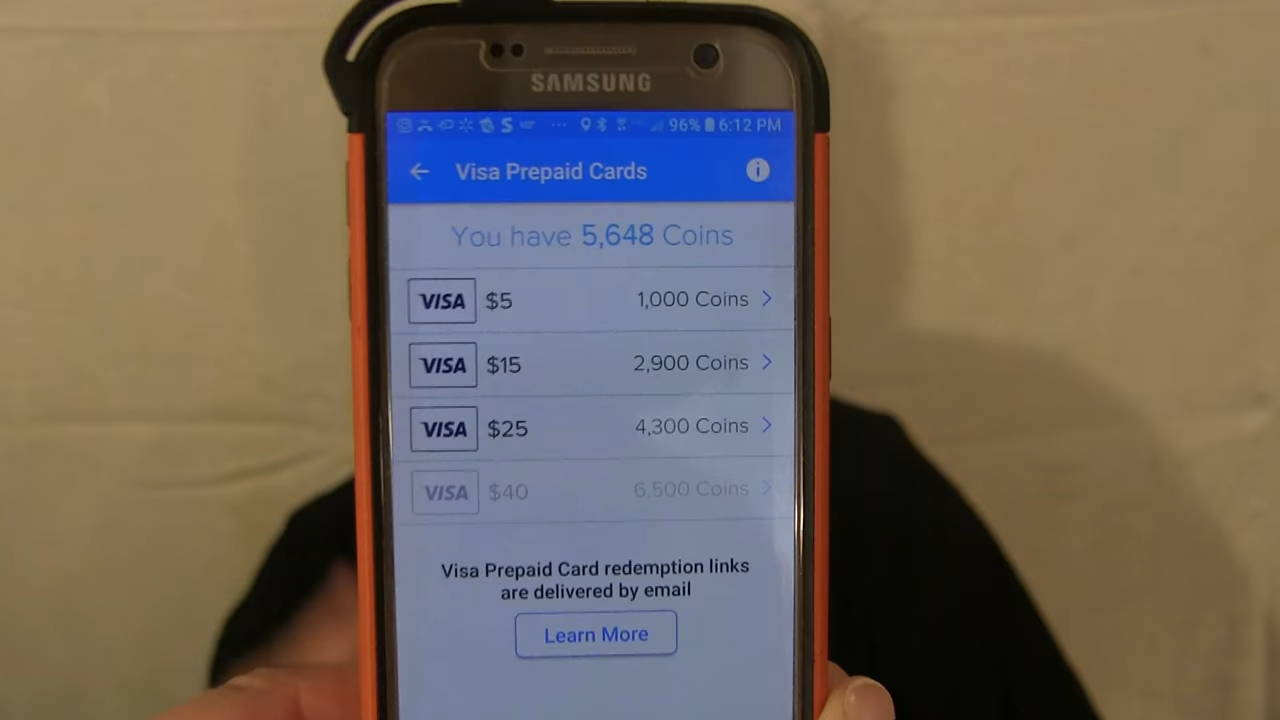 SAMSUNG
96% 6:12 PM
Visa Prepaid Cards
You have 5,648 Coins
VISA $5 1,000 Coins
VISA $15 2,900 Coins
VISA $25 4,300 Coins
VISA $40 6,500 Coins
Visa Prepaid Card redemption links
are delivered by email
Learn More